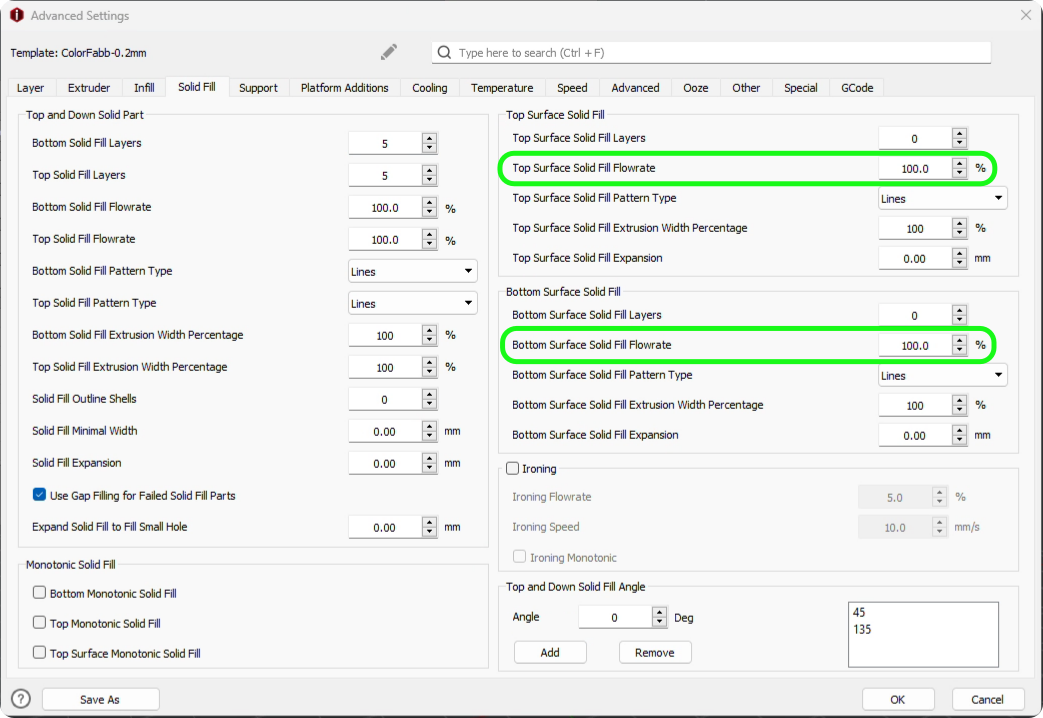 Advanced Settings
Template: ColorFabb-0.2mm
Type here to search (Ctrl + F)
Layer Extruder Infill Solid Fill Support Platform Additions Cooling Temperature Speed Advanced Ooze Other Special GCode
Top and Down Solid Part
Bottom Solid Fill Layers 5
Top Solid Fill Layers 5
Bottom Solid Fill Flowrate 100.0 %
Top Solid Fill Flowrate 100.0 %
Bottom Solid Fill Pattern Type Lines
Top Solid Fill Pattern Type Lines
Bottom Solid Fill Extrusion Width Percentage 100 %
Top Solid Fill Extrusion Width Percentage 100 %
Solid Fill Outline Shells 0
Solid Fill Minimal Width 0.00 mm
Solid Fill Expansion 0.00 mm
Use Gap Filling for Failed Solid Fill Parts
Expand Solid Fill to Fill Small Hole 0.00 mm
Monotonic Solid Fill
Bottom Monotonic Solid Fill
Top Monotonic Solid Fill
Top Surface Monotonic Solid Fill
Top Surface Solid Fill
Top Surface Solid Fill Layers 0
Top Surface Solid Fill Flowrate 100.0 %
Top Surface Solid Fill Pattern Type Lines
Top Surface Solid Fill Extrusion Width Percentage 100 %
Top Surface Solid Fill Expansion 0.00 mm
Bottom Surface Solid Fill
Bottom Surface Solid Fill Layers 0
Bottom Surface Solid Fill Flowrate 100.0 %
Bottom Surface Solid Fill Pattern Type Lines
Bottom Surface Solid Fill Extrusion Width Percentage 100 %
Bottom Surface Solid Fill Expansion 0.00 mm
Ironing
Ironing Flowrate 5.0 %
Ironing Speed 10.0 mm/s
Ironing Monotonic
Top and Down Solid Fill Angle
Angle 0 Deg
Add Remove
45
135
? Save As OK Cancel